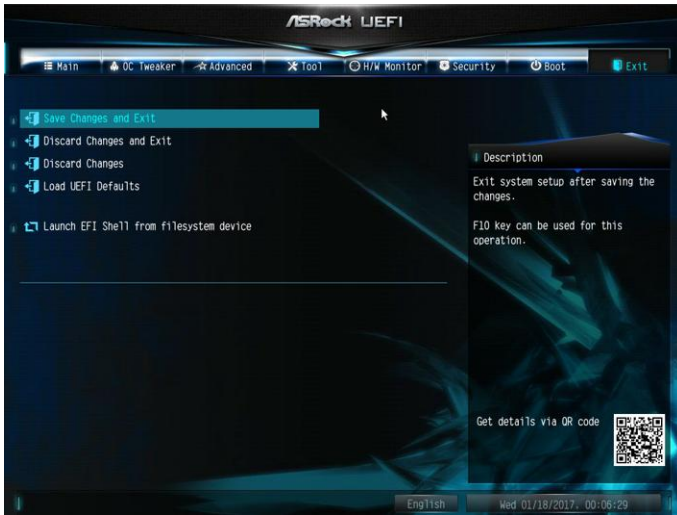 ASRock UEFI
Main OC Tweaker Advanced Tool H/W Monitor Security Boot Exit
Save Changes and Exit
Discard Changes and Exit
Discard Changes
Load UEFI Defaults
Launch EFI Shell from filesystem device
Description
Exit system setup after saving the
changes.
F10 key can be used for this
operation.
Get details via QR code
English Wed 01/18/2017. 00:06:29